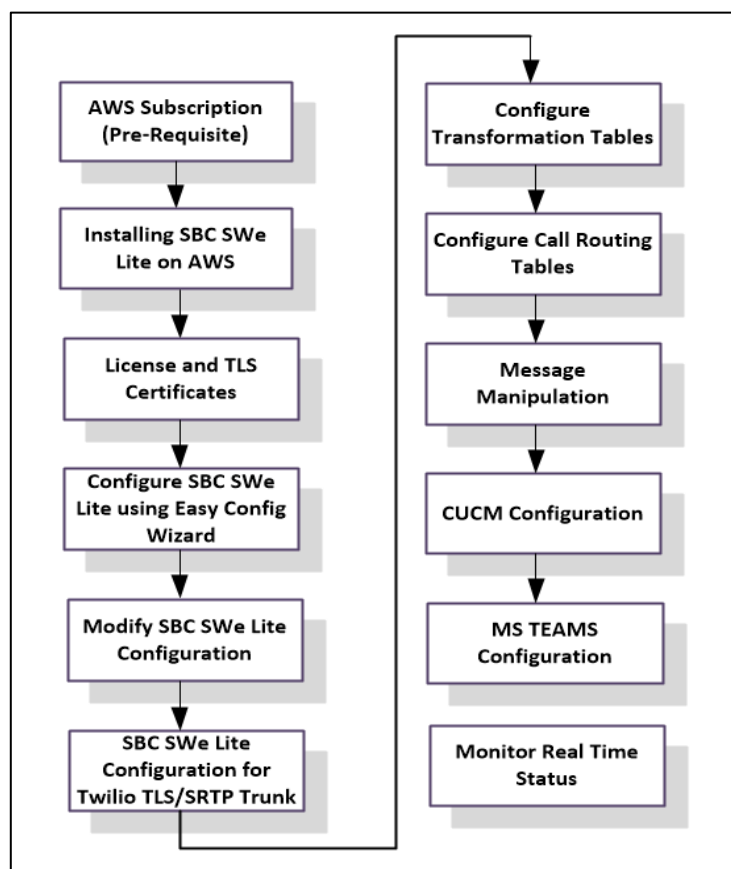 AWS Subscription
(Pre-Requisite)
Installing SBC SWe
Lite on AWS
License and TLS
Certificates
Configure SBC SWe
Lite using Easy Config
Wizard
Modify SBC SWe Lite
Configuration
SBC SWe Lite
Configuration for
Twilio TLS/SRTP Trunk
Configure
Transformation Tables
Configure Call Routing
Tables
Message
Manipulation
CUCM Configuration
MS TEAMS
Configuration
Monitor Real Time
Status